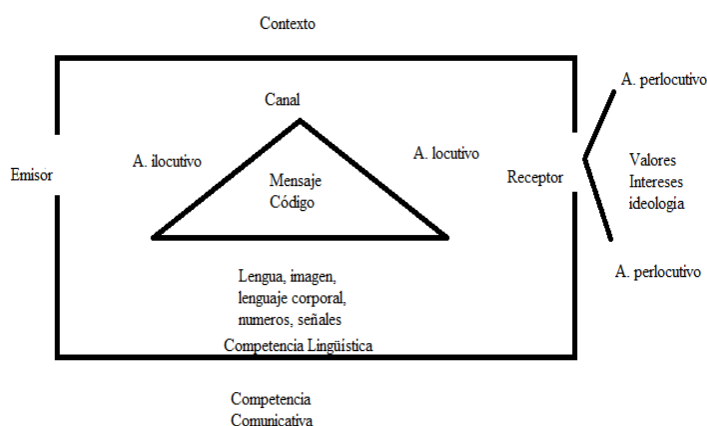 Contexto
Canal
A. perlocutivo
A. ilocutivo
A. locutivo
Emisor
Mensaje
Código
Receptor
Valores
Intereses
ideologia
A. perlocutivo
Lengua, imagen,
lenguaje corporal,
numeros, señales
Competencia Lingüística
Competencia
Comunicativa